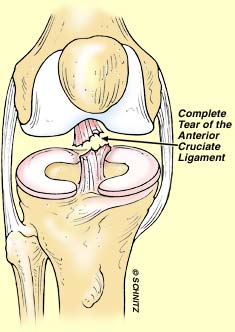 Complete
Tear of the
Anterior
Cruciate
Ligament
© SCHNITZ